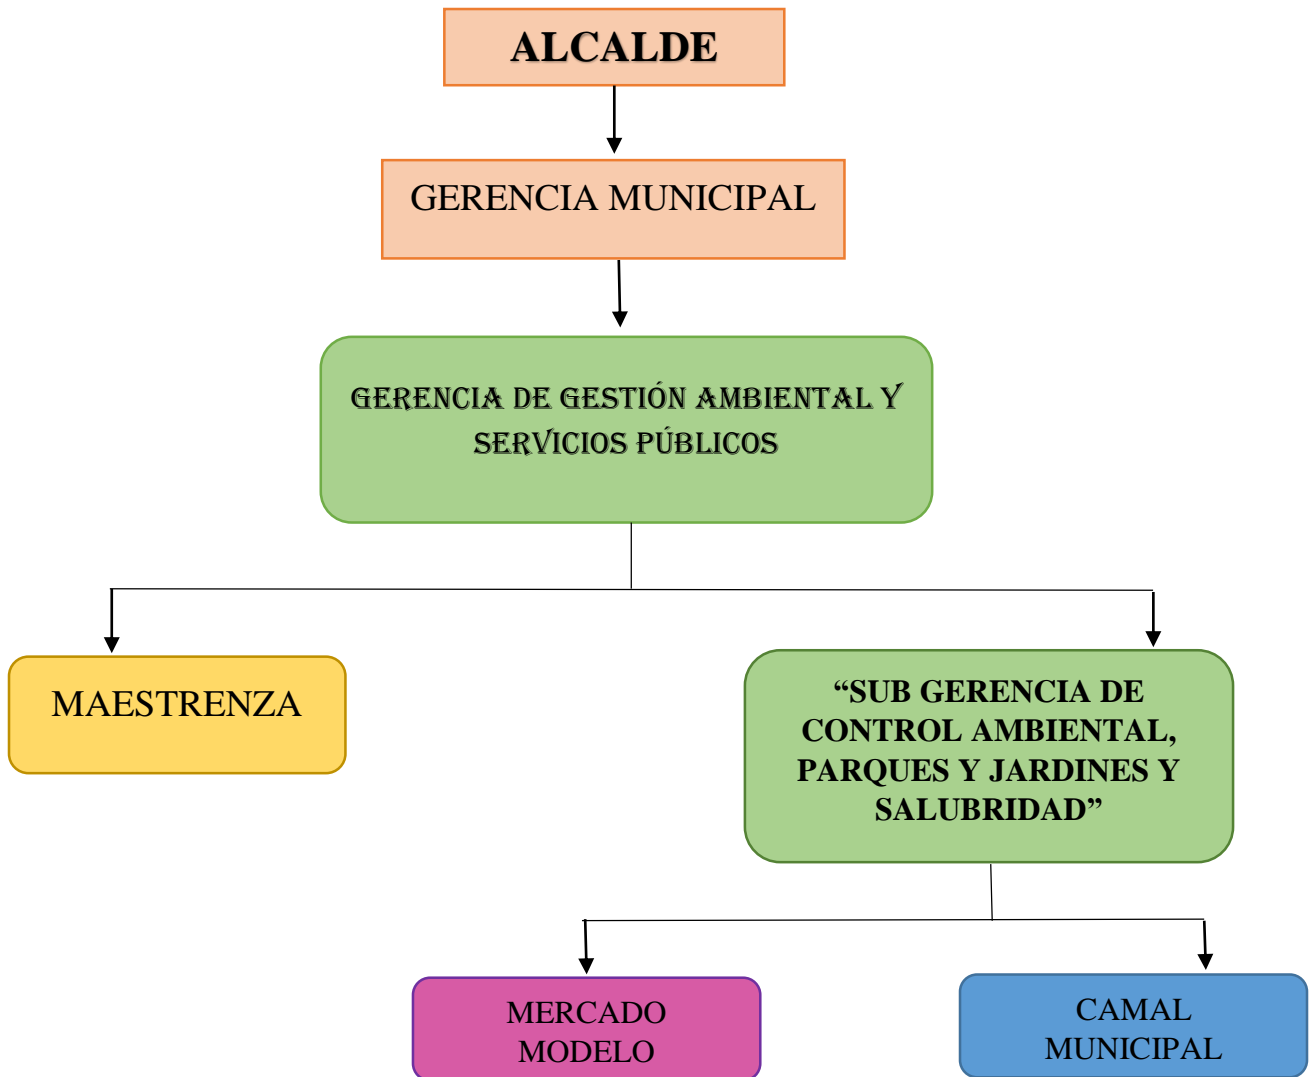 ALCALDE
GERENCIA MUNICIPAL
GERENCIA DE GESTIÓN AMBIENTAL Y
SERVICIOS PÚBLICOS
MAESTRENZA
“SUB GERENCIA DE
CONTROL AMBIENTAL,
PARQUES Y JARDINES Y
SALUBRIDAD”
MERCADO
MODELO
CAMAL
MUNICIPAL